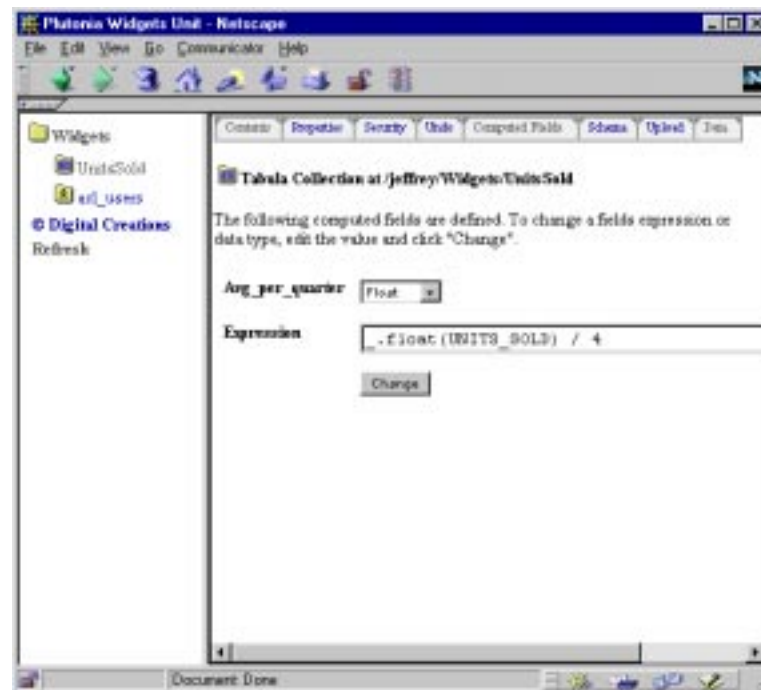 Plutonia Widgets Unit - Netscape
File Edit View Go Communicator Help
Widgets
UnitsSold
acl_users
© Digital Creations
Refresh
Contents Properties Security Undo Computed Fields Schema Upload Data
Tabula Collection at /jeffrey/Widgets/UnitsSold
The following computed fields are defined. To change a fields expression or
data type, edit the value and click "Change".
Avg_per_quarter Float
Expression _.float(UNITS_SOLD) / 4
Change
Document: Done